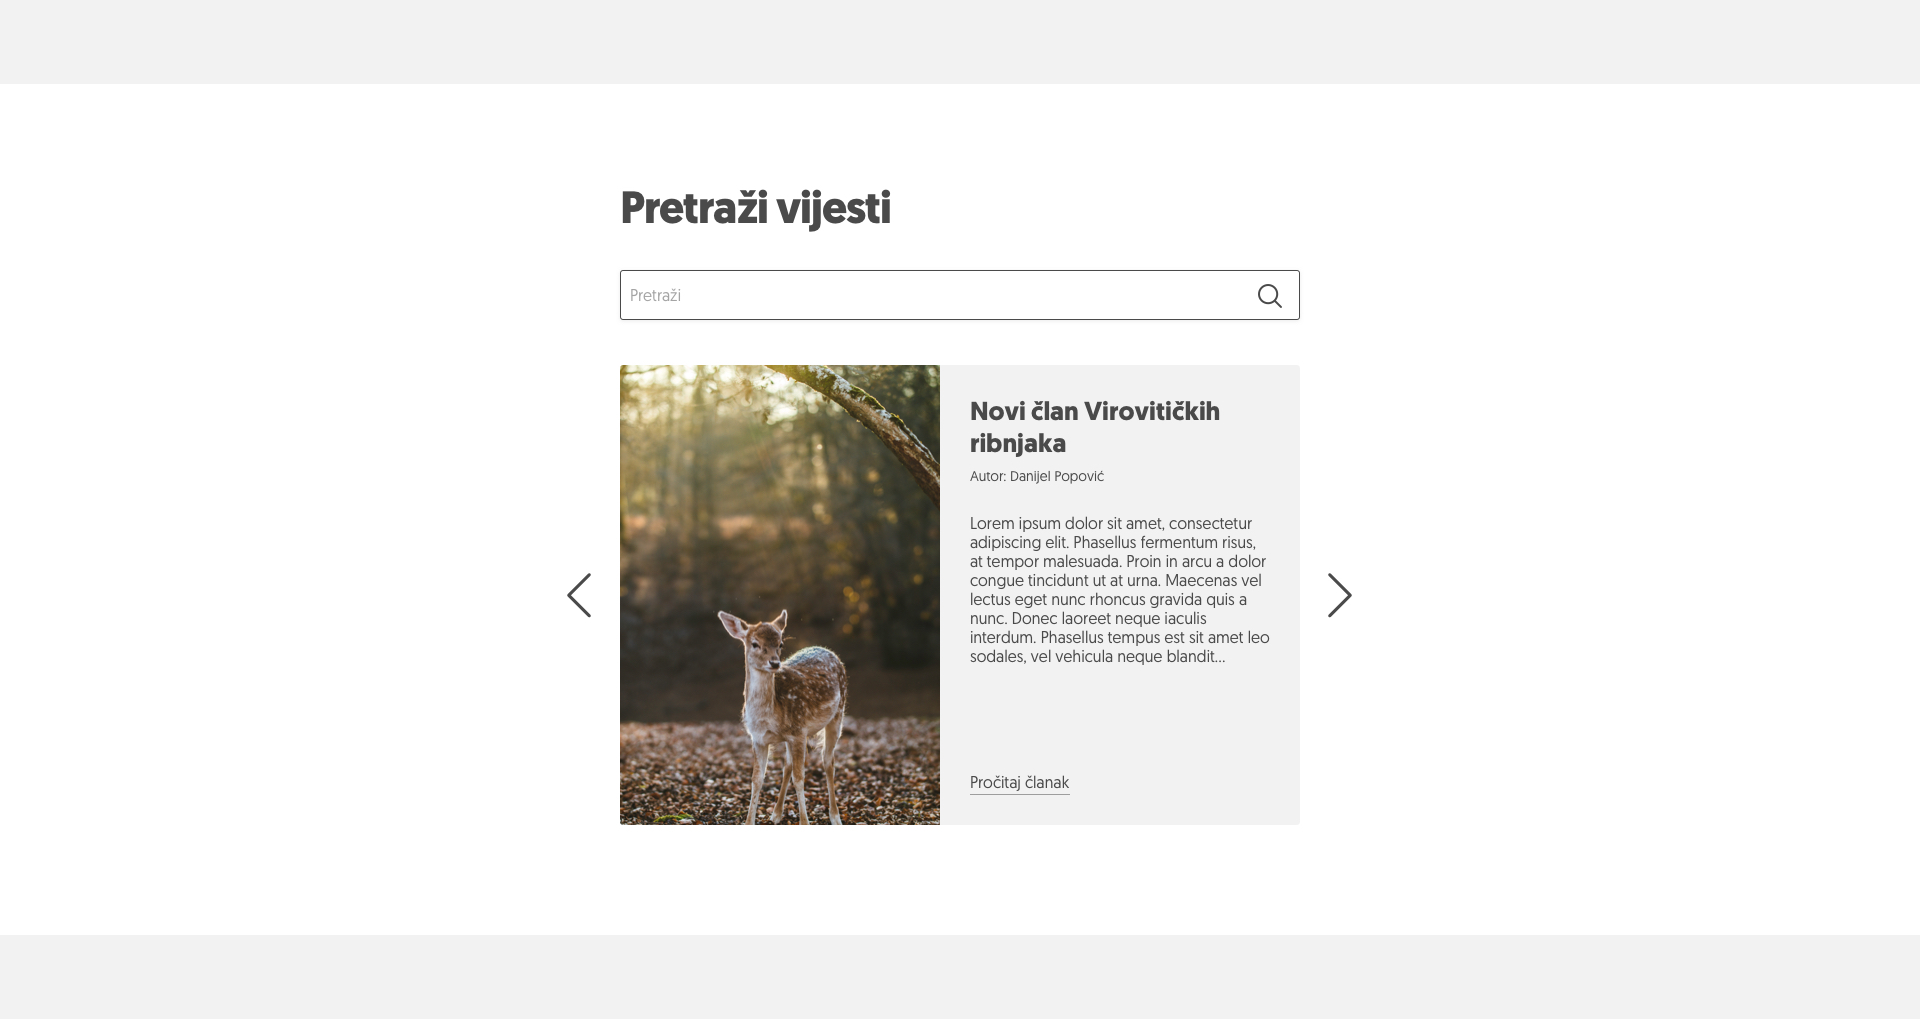 Pretraži vijesti
Pretraži
Novi član Virovitičkih
ribnjaka
Autor: Danijel Popović
Lorem ipsum dolor sit amet, consectetur
adipiscing elit. Phasellus fermentum risus,
at tempor malesuada. Proin in arcu a dolor
congue tincidunt ut at urna. Maecenas vel
lectus eget nunc rhoncus gravida quis a
nunc. Donec laoreet neque iaculis
interdum. Phasellus tempus est sit amet leo
sodales, vel vehicula neque blandit...
Pročitaj članak